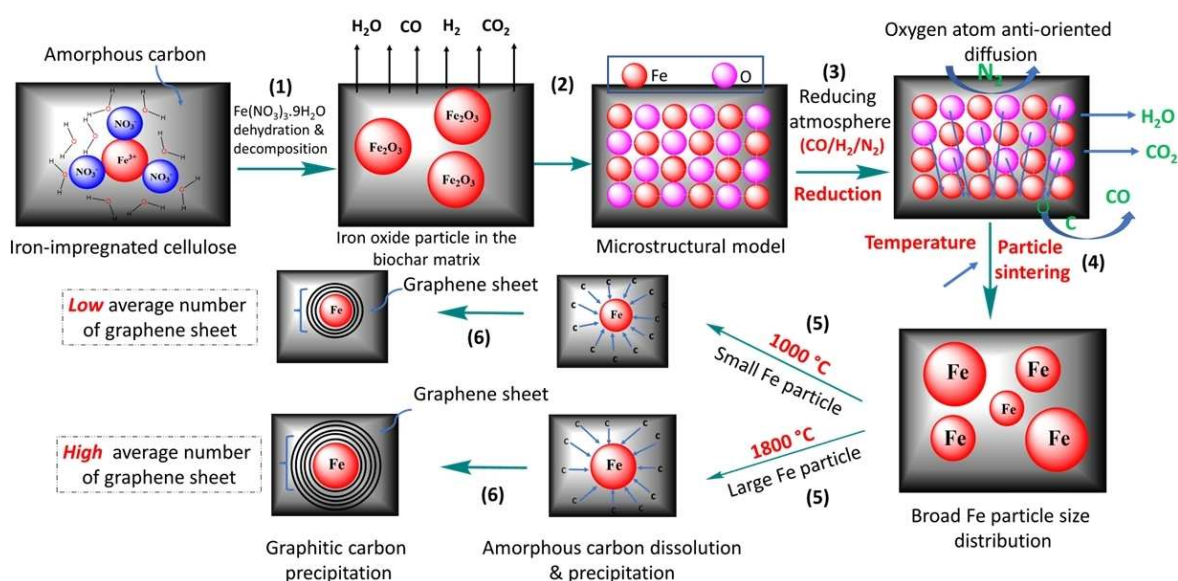 Amorphous carbon
H
O
NO₃⁻
Fe³⁺
NO₃⁻
NO₃⁻
Iron-impregnated cellulose
(1)
Fe(NO₃)₃.9H₂O
dehydration &
decomposition
H₂O CO H₂ CO₂
Fe₂O₃
Fe₂O₃
Fe₂O₃
Iron oxide particle in the
biochar matrix
(2)
Fe O
Microstructural model
(3)
Reducing
atmosphere
(CO/H₂/N₂)
Reduction
Oxygen atom anti-oriented
diffusion
N₂
H₂O
CO₂
O
C
CO
Temperature
Particle
sintering
(4)
Fe
Fe
Fe
Fe
Fe
Broad Fe particle size
distribution
(5)
1000 °C
Small Fe particle
1800 °C
Large Fe particle
(5)
C
Fe
(6)
Graphene sheet
Fe
Low average number
of graphene sheet
C
Fe
Amorphous carbon dissolution
& precipitation
(6)
Graphene sheet
Fe
Graphitic carbon
precipitation
High average number
of graphene sheet